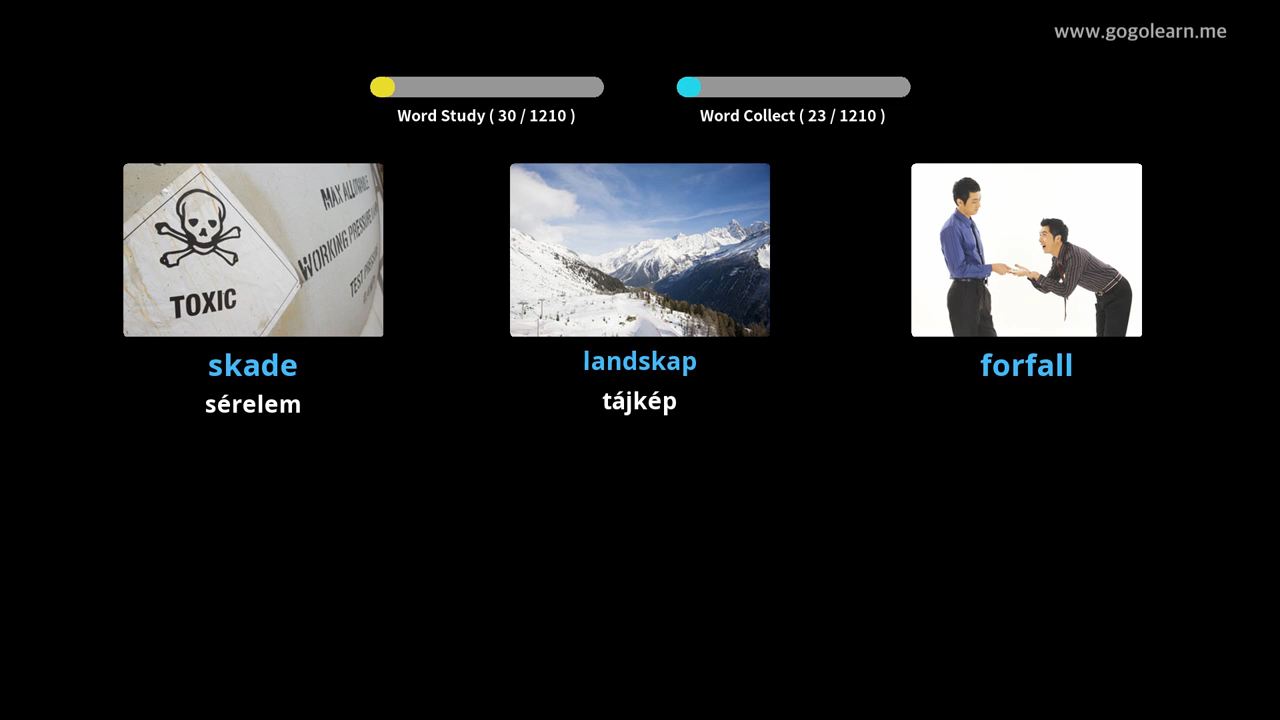 www.gogolearn.me
Word Study ( 30 / 1210 )
Word Collect ( 23 / 1210 )
TOXIC
MAX ALLOWABLE
WORKING PRESSURE
TEST PRESS
skade
landskap
forfall
sérelem
tájkép